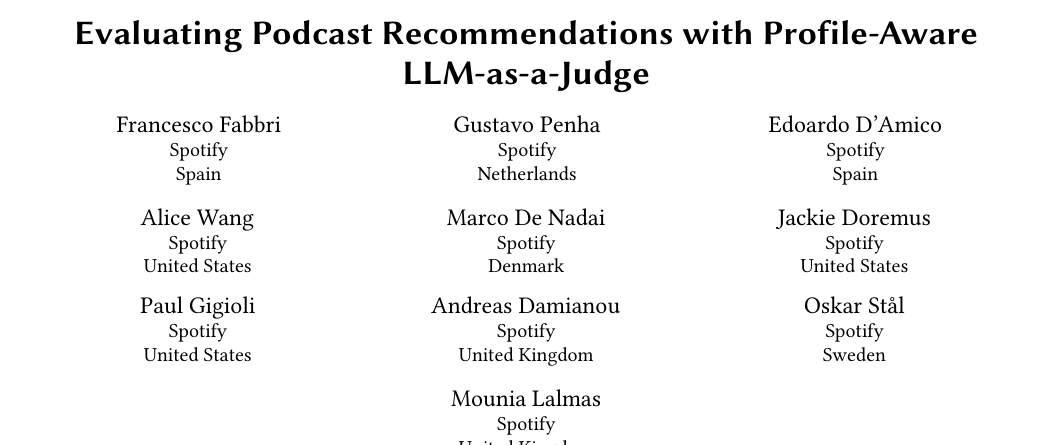 Evaluating Podcast Recommendations with Profile-Aware
LLM-as-a-Judge
Francesco Fabbri
Spotify
Spain
Gustavo Penha
Spotify
Netherlands
Edoardo D’Amico
Spotify
Spain
Alice Wang
Spotify
United States
Marco De Nadai
Spotify
Denmark
Jackie Doremus
Spotify
United States
Paul Gigioli
Spotify
United States
Andreas Damianou
Spotify
United Kingdom
Oskar Stål
Spotify
Sweden
Mounia Lalmas
Spotify